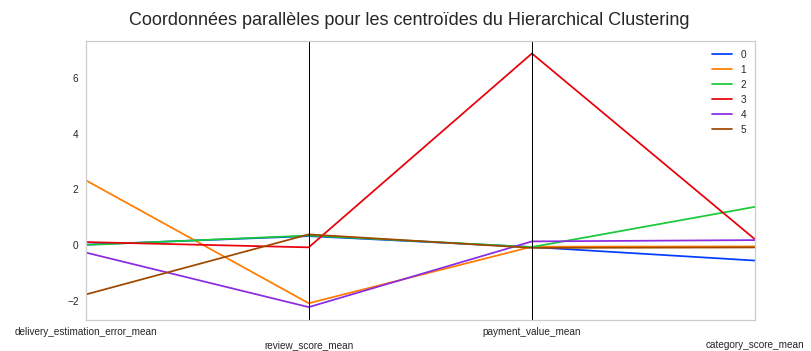 Coordonnées parallèles pour les centroïdes du Hierarchical Clustering
0
1
2
3
4
5
6
4
2
0
−2
delivery_estimation_error_mean
review_score_mean
payment_value_mean
category_score_mean